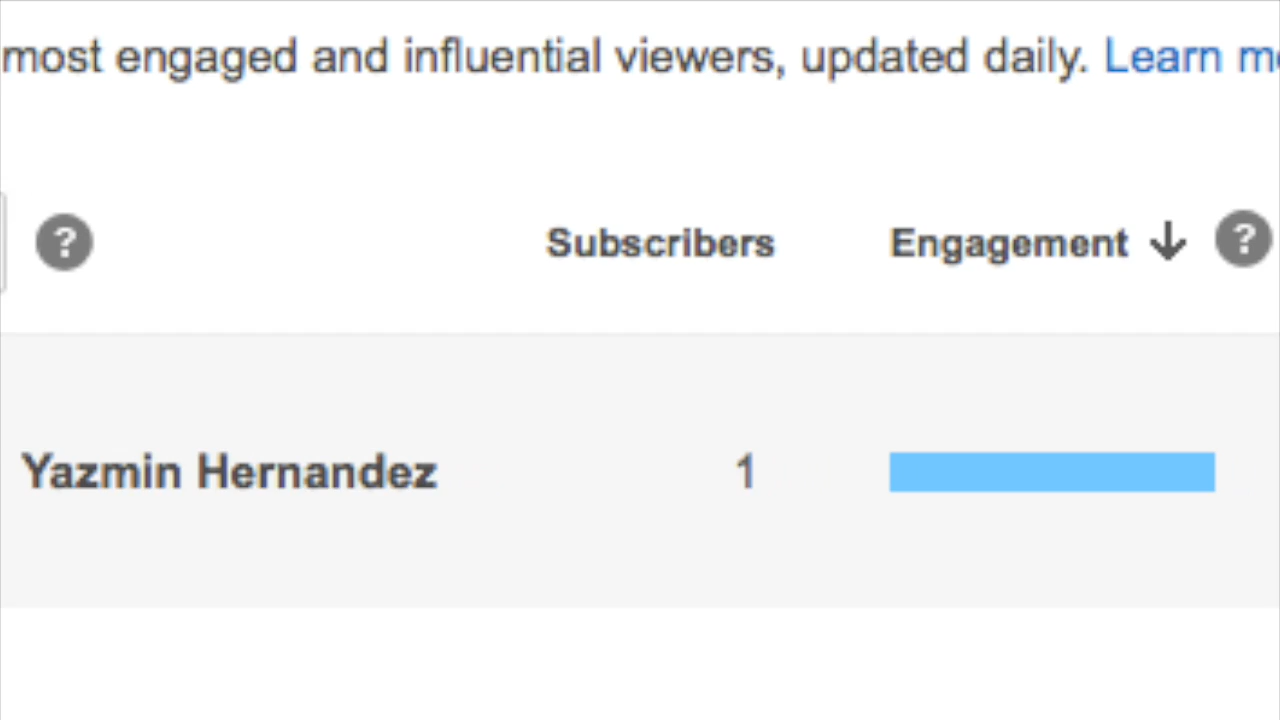 most engaged and influential viewers, updated daily. Learn
? Subscribers Engagement ↓ ?
Yazmin Hernandez 1